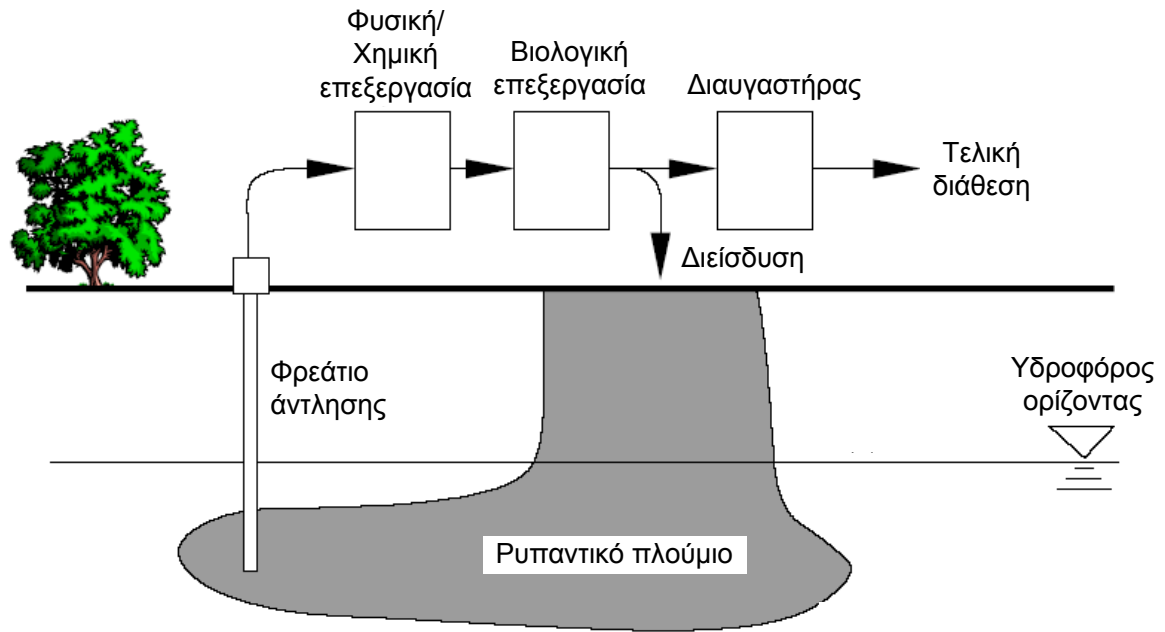 Φυσική/
Χημική
επεξεργασία
Βιολογική
επεξεργασία
Διαυγαστήρας
Τελική
διάθεση
Διείσδυση
Φρεάτιο
άντλησης
Υδροφόρος
ορίζοντας
Ρυπαντικό πλούμιο